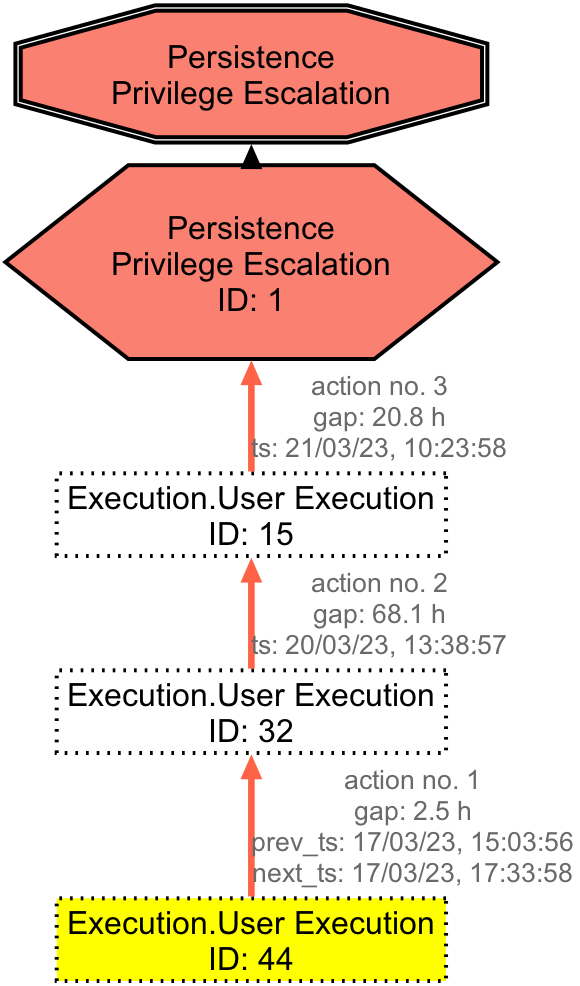 Persistence
Privilege Escalation
Persistence
Privilege Escalation
ID: 1
action no. 3
gap: 20.8 h
ts: 21/03/23, 10:23:58
Execution.User Execution
ID: 15
action no. 2
gap: 68.1 h
ts: 20/03/23, 13:38:57
Execution.User Execution
ID: 32
action no. 1
gap: 2.5 h
prev_ts: 17/03/23, 15:03:56
next_ts: 17/03/23, 17:33:58
Execution.User Execution
ID: 44